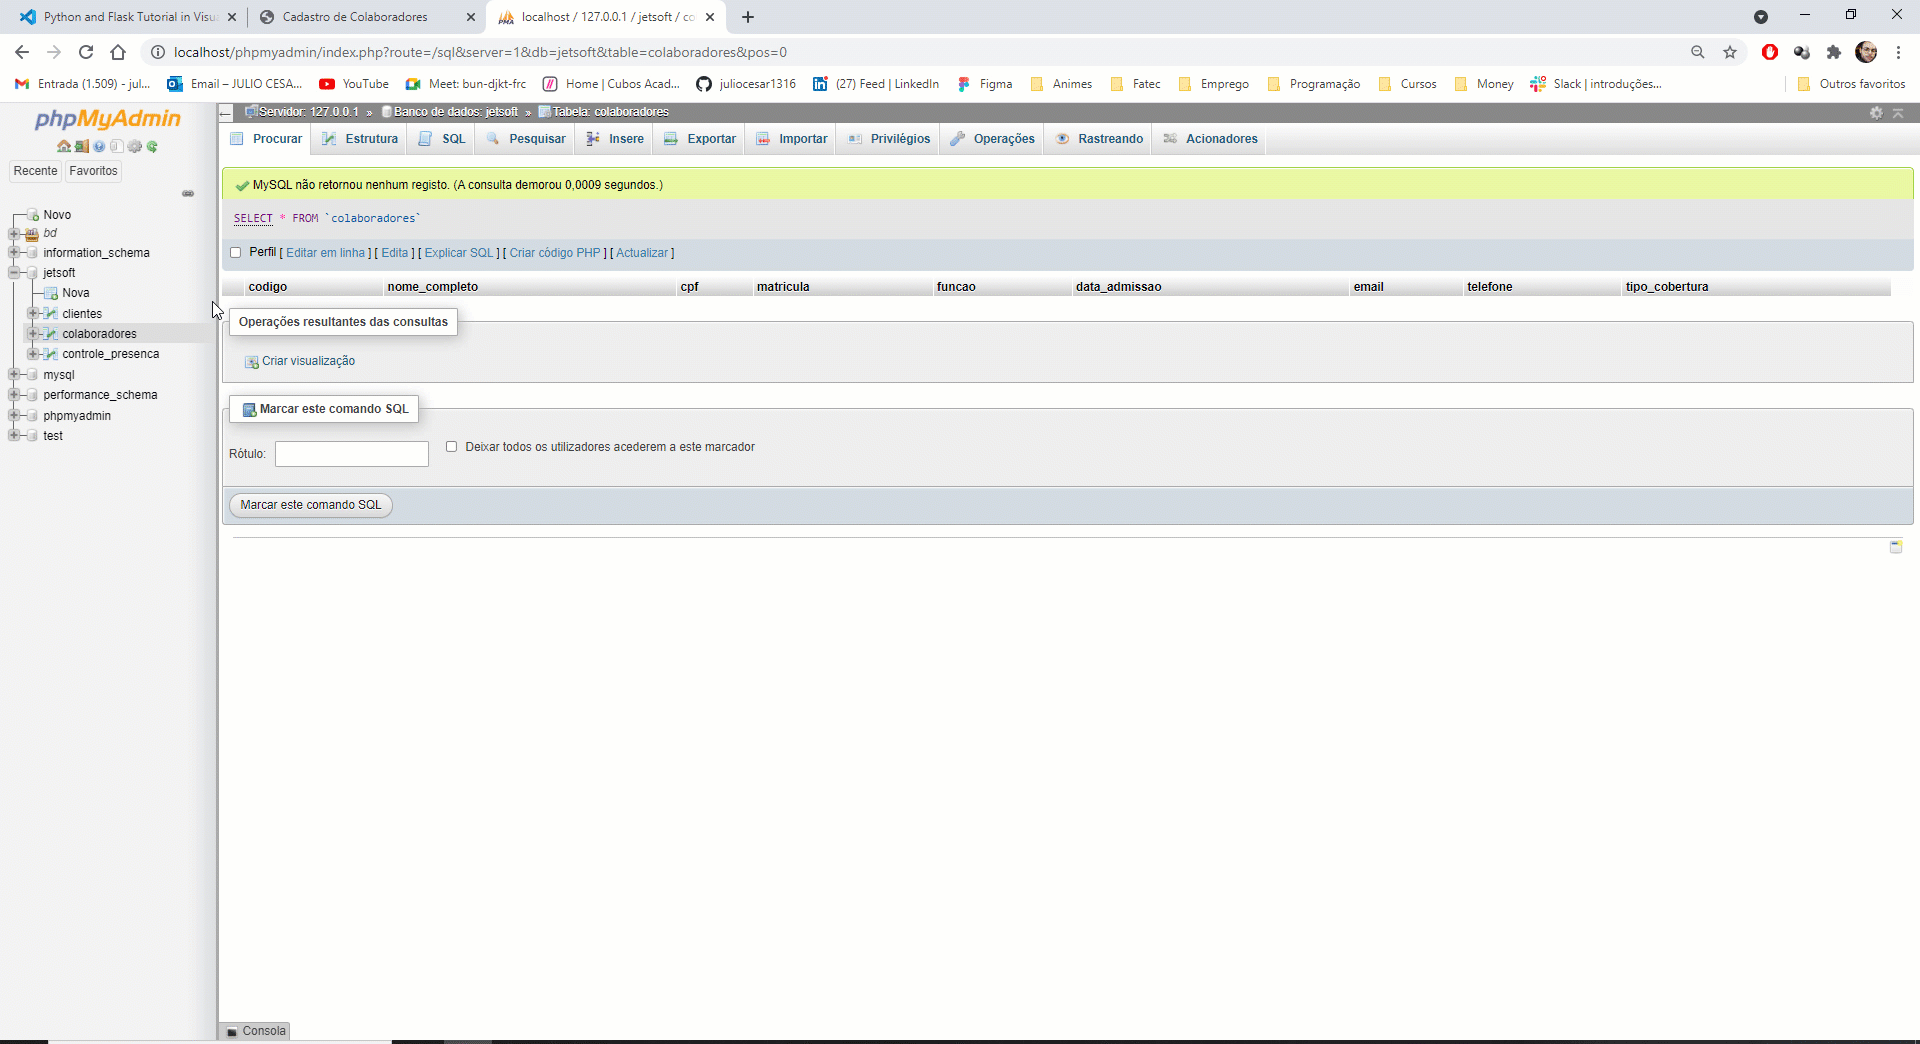 Python and Flask Tutorial in Visu
Cadastro de Colaboradores
localhost / 127.0.0.1 / jetsoft / co
localhost/phpmyadmin/index.php?route=/sql&server=1&db=jetsoft&table=colaboradores&pos=0
Entrada (1.509) - jul...
Email – JULIO CESA...
YouTube
Meet: bun-djkt-frc
Home | Cubos Acad...
juliocesar1316
(27) Feed | LinkedIn
Figma
Animes
Fatec
Emprego
Programação
Cursos
Money
Slack | introduções...
Outros favoritos
phpMyAdmin
Recente
Favoritos
Novo
bd
information_schema
jetsoft
Nova
clientes
colaboradores
controle_presenca
mysql
performance_schema
phpmyadmin
test
Servidor: 127.0.0.1 » Banco de dados: jetsoft » Tabela: colaboradores
Procurar
Estrutura
SQL
Pesquisar
Insere
Exportar
Importar
Privilégios
Operações
Rastreando
Acionadores
MySQL não retornou nenhum registo. (A consulta demorou 0,0009 segundos.)
SELECT * FROM `colaboradores`
Perfil [ Editar em linha ] [ Edita ] [ Explicar SQL ] [ Criar código PHP ] [ Actualizar ]
codigo nome_completo cpf matricula funcao data_admissao email telefone tipo_cobertura
Operações resultantes das consultas
Criar visualização
Marcar este comando SQL
Rótulo:
Deixar todos os utilizadores acederem a este marcador
Marcar este comando SQL
Consola